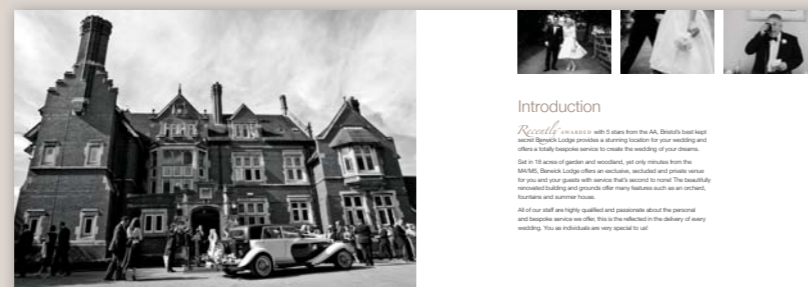 Introduction
Recently AWARDED with 5 stars from the AA, Bristol's best kept
secret Berwick Lodge provides a stunning location for your wedding and
offers a totally bespoke service to create the wedding of your dreams.
Set in 18 acres of garden and woodland, yet only minutes from the
M4/M5, Berwick Lodge offers an exclusive, secluded and private venue
for you and your guests with service that's second to none! The beautifully
renovated building and grounds offer many features such as an orchard,
fountains and summer house.
All of our staff are highly qualified and passionate about the personal
and bespoke service we offer, this is the reflected in the delivery of every
wedding. You as individuals are very special to us!